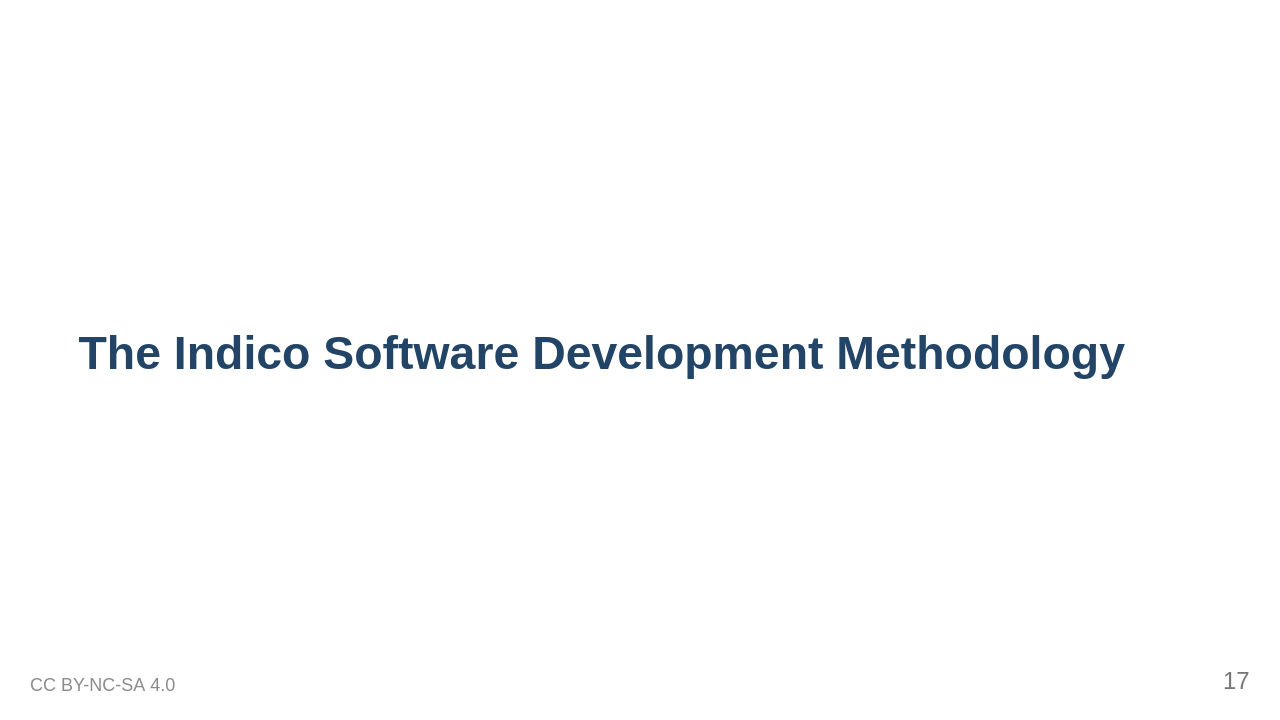 The Indico Software Development Methodology
CC BY-NC-SA 4.0
17